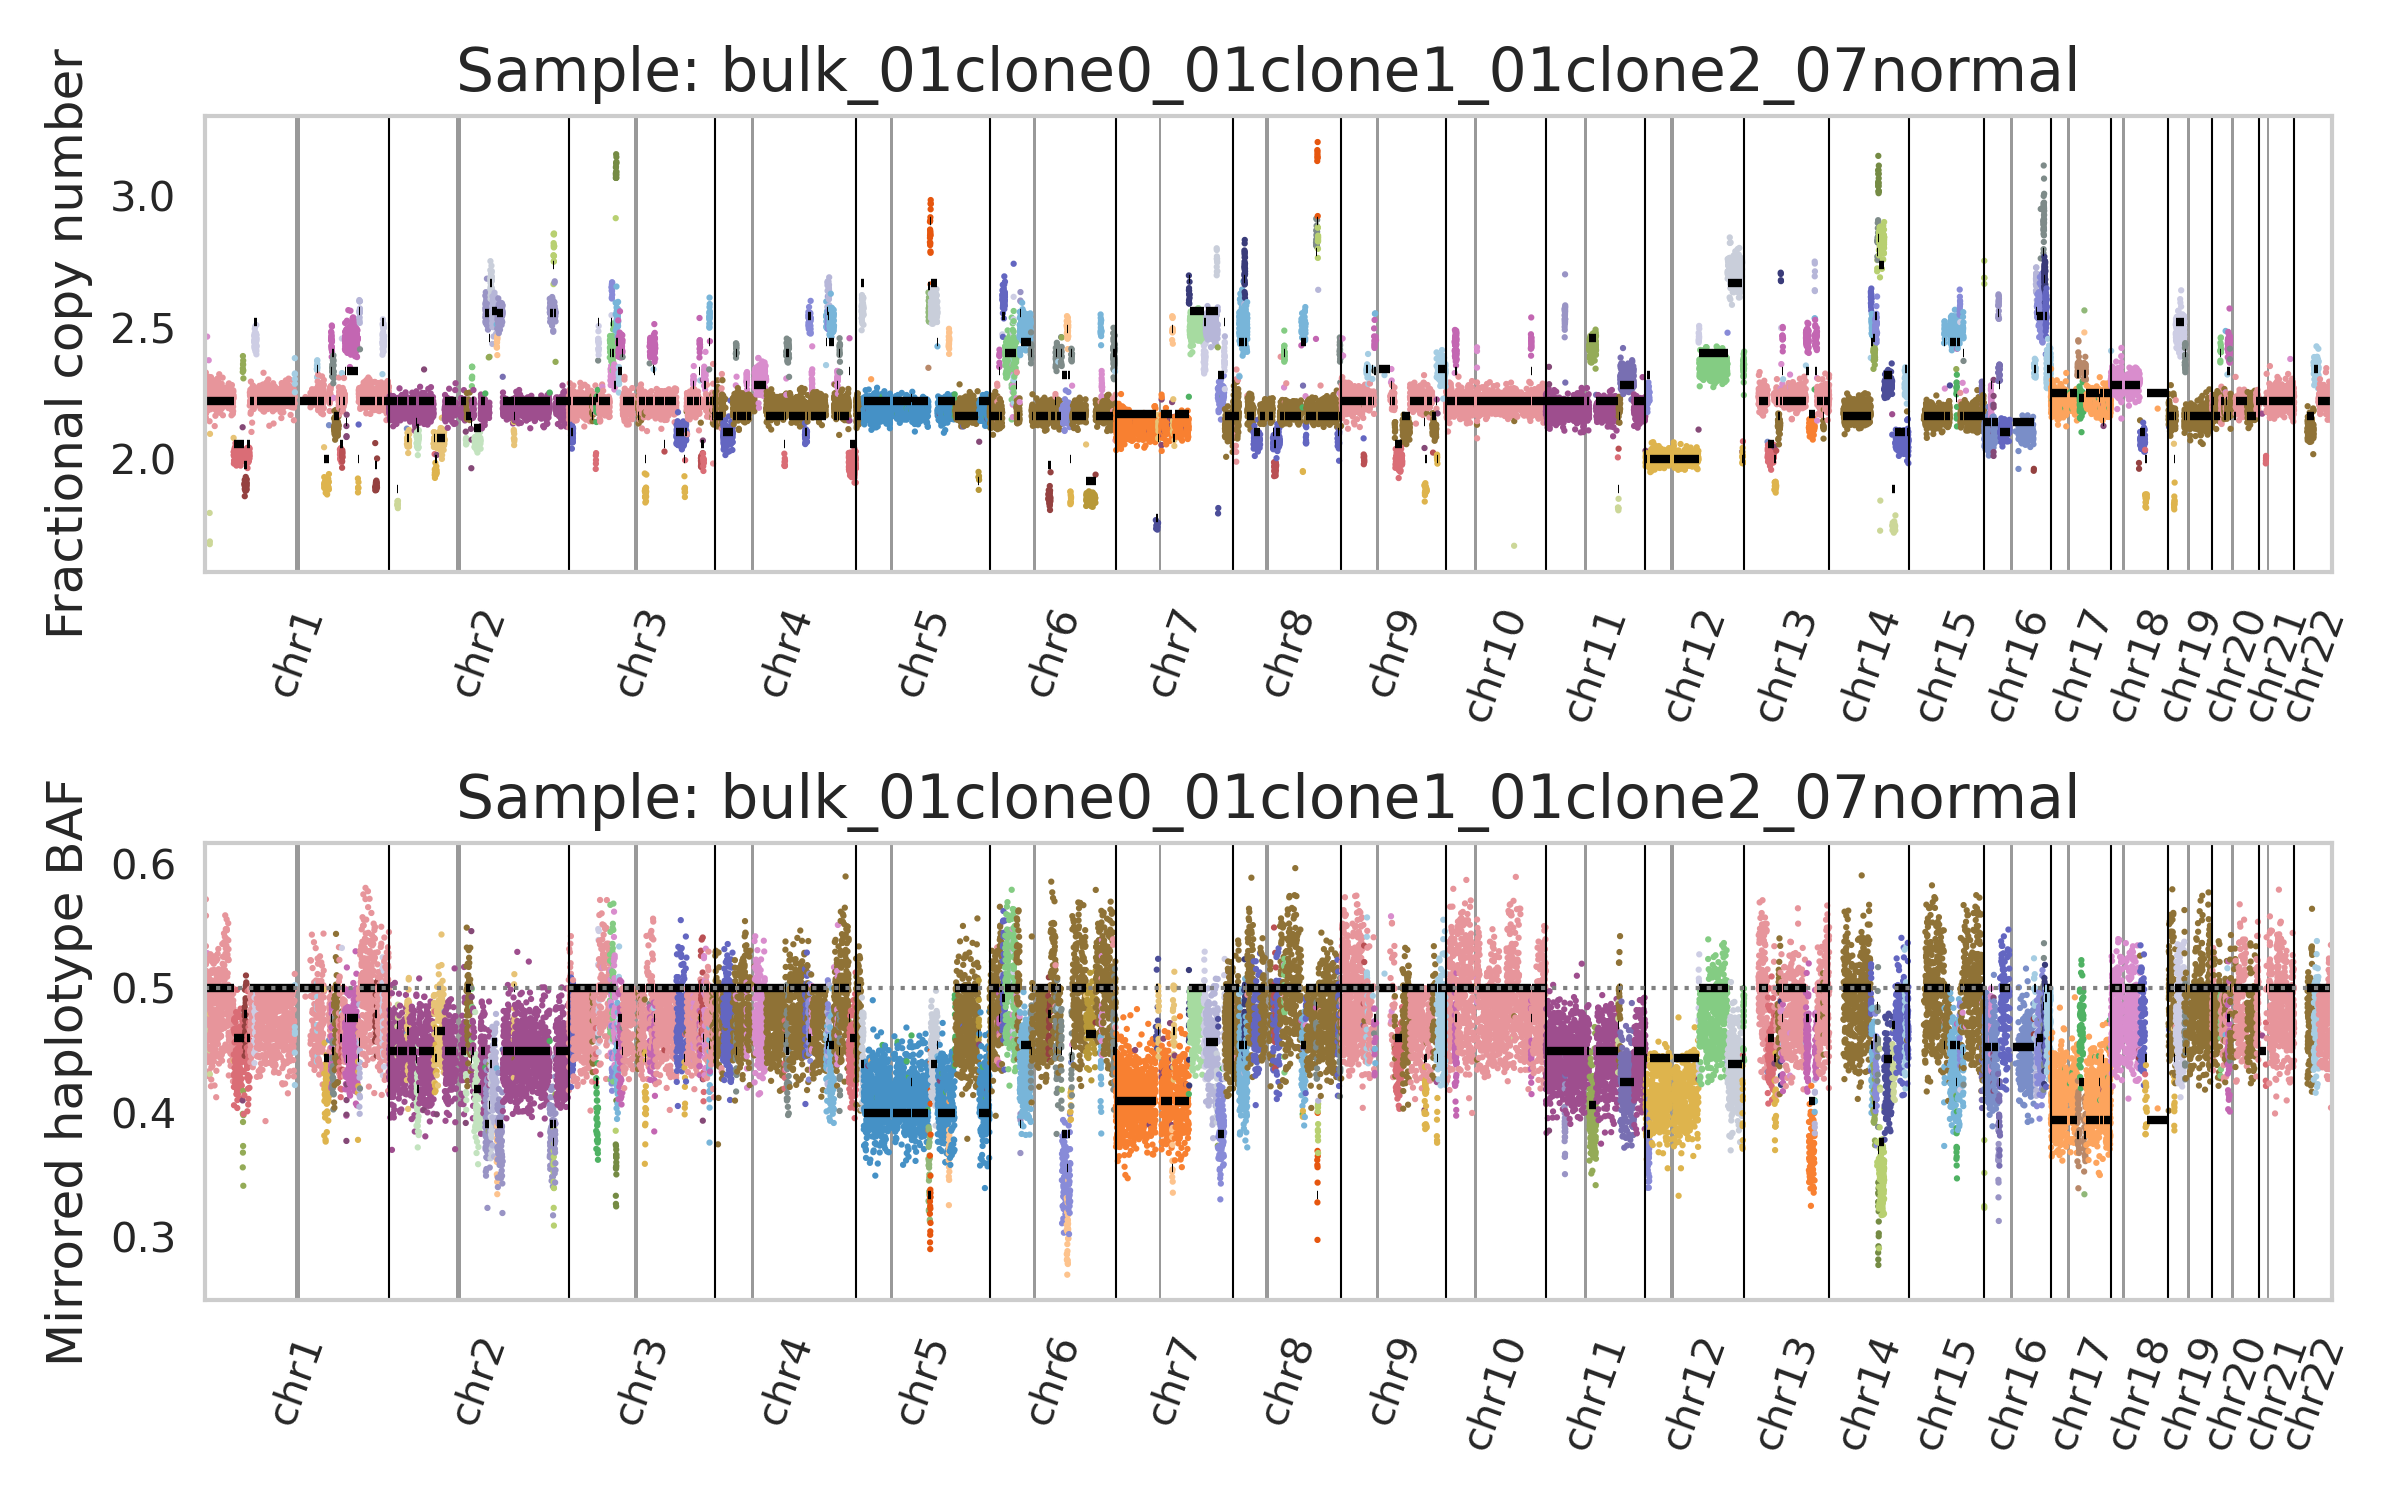 Sample: bulk_01clone0_01clone1_01clone2_07normal
Fractional copy number
3.0
2.5
2.0
chr1 chr2 chr3 chr4 chr5 chr6 chr7 chr8 chr9 chr10 chr11 chr12 chr13 chr14 chr15 chr16 chr17 chr18 chr19 chr20 chr21 chr22
Sample: bulk_01clone0_01clone1_01clone2_07normal
Mirrored haplotype BAF
0.6
0.5
0.4
0.3
chr1 chr2 chr3 chr4 chr5 chr6 chr7 chr8 chr9 chr10 chr11 chr12 chr13 chr14 chr15 chr16 chr17 chr18 chr19 chr20 chr21 chr22